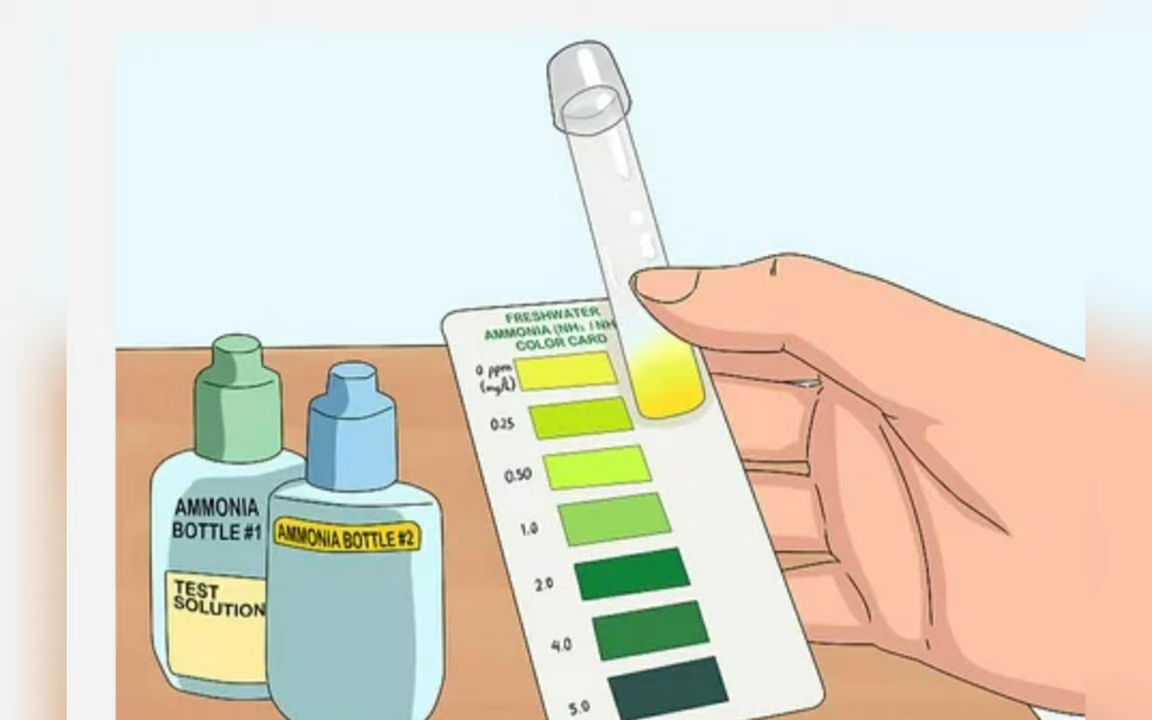 FRESHWATER
AMMONIA (NH₃ / NH
COLOR CARD
0 ppm
(mg/L)
0.25
0.50
1.0
2.0
4.0
5.0
AMMONIA
BOTTLE #1
TEST
SOLUTION
AMMONIA BOTTLE #2